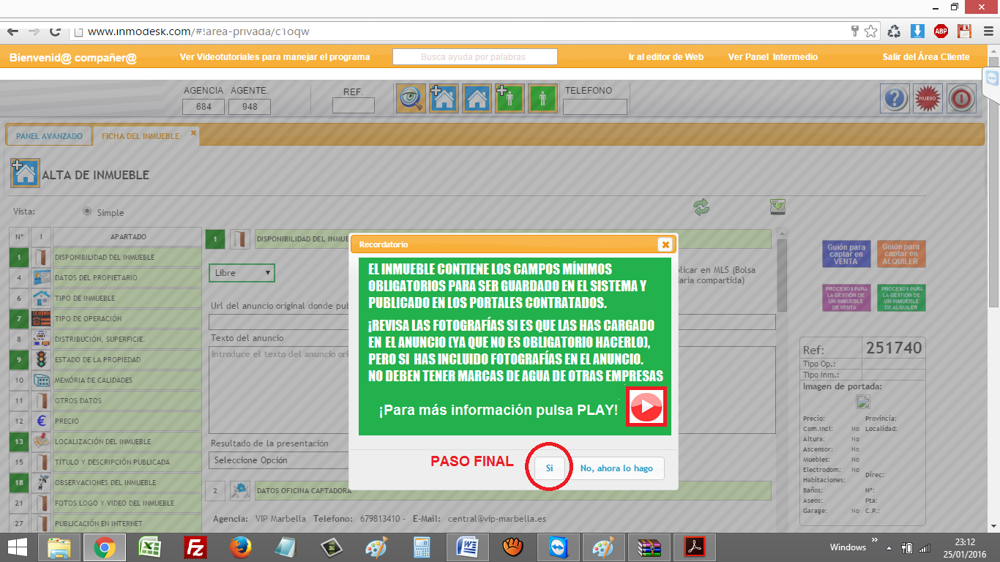 www.inmodesk.com/#!area-privada/c1oqw
ABP
Bienvenid@ compañer@
Ver Videotutoriales para manejar el programa
Busca ayuda por palabras
Ir al editor de Web
Ver Panel Intermedio
Salir del Área Cliente
AGENCIA AGENTE.
684 948
REF.
TELEFONO
NUEVO
PANEL AVANZADO
FICHA DEL INMUEBLE
ALTA DE INMUEBLE
Vista:
Simple
Nº I APARTADO
1 DISPONIBILIDAD DEL INMUEBLE
4 DATOS DEL PROPIETARIO
6 TIPO DE INMUEBLE
7 TIPO DE OPERACIÓN
8 DISTRIBUCIÓN, SUPERFICIE.
9 ESTADO DE LA PROPIEDAD
10 MEMÓRIA DE CALIDADES
11 OTROS DATOS
12 PRECIO
13 LOCALIZACIÓN DEL INMUEBLE
15 TÍTULO Y DESCRIPCIÓN PUBLICADA
18 OBSERVACIONES DEL INMUEBLE
21 FOTOS LOGO Y VIDEO DEL INMUEBLE
27 PUBLICACIÓN EN INTERNET
1 DISPONIBILIDAD DEL INMUE
Libre
blicar en MLS (Bolsa
iaria compartida)
Url del anuncio original donde pub
Texto del anuncio
Introduce el texto del anuncio ori
Resultado de la presentación
Seleccione Opción
2 DATOS OFICINA CAPTADORA
Agencia: VIP Marbella Telefono: 679813410 - E-Mail: central@vip-marbella.es
Recordatorio
EL INMUEBLE CONTIENE LOS CAMPOS MÍNIMOS
OBLIGATORIOS PARA SER GUARDADO EN EL SISTEMA Y
PUBLICADO EN LOS PORTALES CONTRATADOS.
¡REVISA LAS FOTOGRAFÍAS SI ES QUE LAS HAS CARGADO
EN EL ANUNCIO (YA QUE NO ES OBLIGATORIO HACERLO),
PERO SI HAS INCLUIDO FOTOGRAFÍAS EN EL ANUNCIO.
NO DEBEN TENER MARCAS DE AGUA DE OTRAS EMPRESAS
¡Para más información pulsa PLAY!
PASO FINAL
Si
No, ahora lo hago
Guión para
captar en
VENTA
Guión para
captar en
ALQUILER
PROCESOS PARA
LA GESTIÓN DE
UN INMUEBLE
DE VENTA
PROCESOS PARA
LA GESTIÓN DE
UN INMUEBLE
DE ALQUILER
Ref: 251740
Tipo Op.:
Tipo Inm.:
Imagen de portada:
Precio: Provincia:
Com.Incl: No Localidad:
Altura: No
Ascensor: No
Muebles: No
Electrodom: No
Habitaciones: Direc:
Baños: Nº:
Aseos: Pta:
Garage: No C.P.:
Windows
23:12
25/01/2016